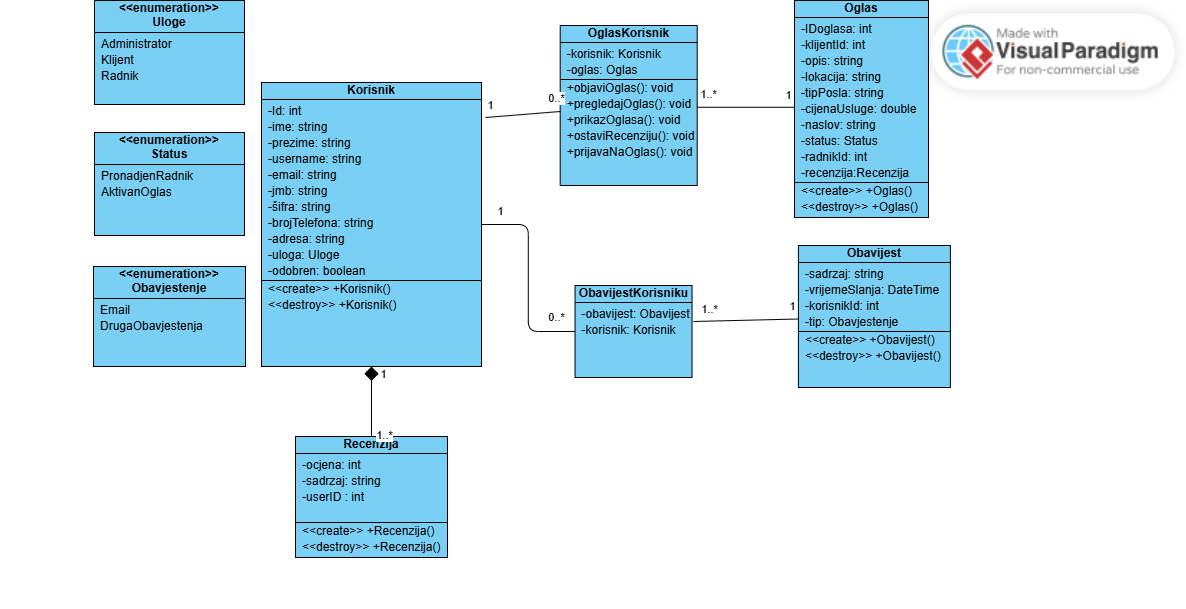 <<enumeration>>
Uloge
Administrator
Klijent
Radnik
<<enumeration>>
Status
PronadjenRadnik
AktivanOglas
<<enumeration>>
Obavjestenje
Email
DrugaObavjestenja
Korisnik
-Id: int
-ime: string
-prezime: string
-username: string
-email: string
-jmb: string
-šifra: string
-brojTelefona: string
-adresa: string
-uloga: Uloge
-odobren: boolean
<<create>> +Korisnik()
<<destroy>> +Korisnik()
1
0..*
1
0..*
1
1..*
Recenzija
-ocjena: int
-sadrzaj: string
-userID : int
<<create>> +Recenzija()
<<destroy>> +Recenzija()
OglasKorisnik
-korisnik: Korisnik
-oglas: Oglas
+objaviOglas(): void
+pregledajOglas(): void
+prikazOglasa(): void
+ostaviRecenziju(): void
+prijavaNaOglas(): void
1..*
1
ObavijestKorisniku
-obavijest: Obavijest
-korisnik: Korisnik
1..*
1
Oglas
-IDoglasa: int
-klijentId: int
-opis: string
-lokacija: string
-tipPosla: string
-cijenaUsluge: double
-naslov: string
-status: Status
-radnikId: int
-recenzija:Recenzija
<<create>> +Oglas()
<<destroy>> +Oglas()
Obavijest
-sadrzaj: string
-vrijemeSlanja: DateTime
-korisnikId: int
-tip: Obavjestenje
<<create>> +Obavijest()
<<destroy>> +Obavijest()
Made with
VisualParadigm
For non-commercial use